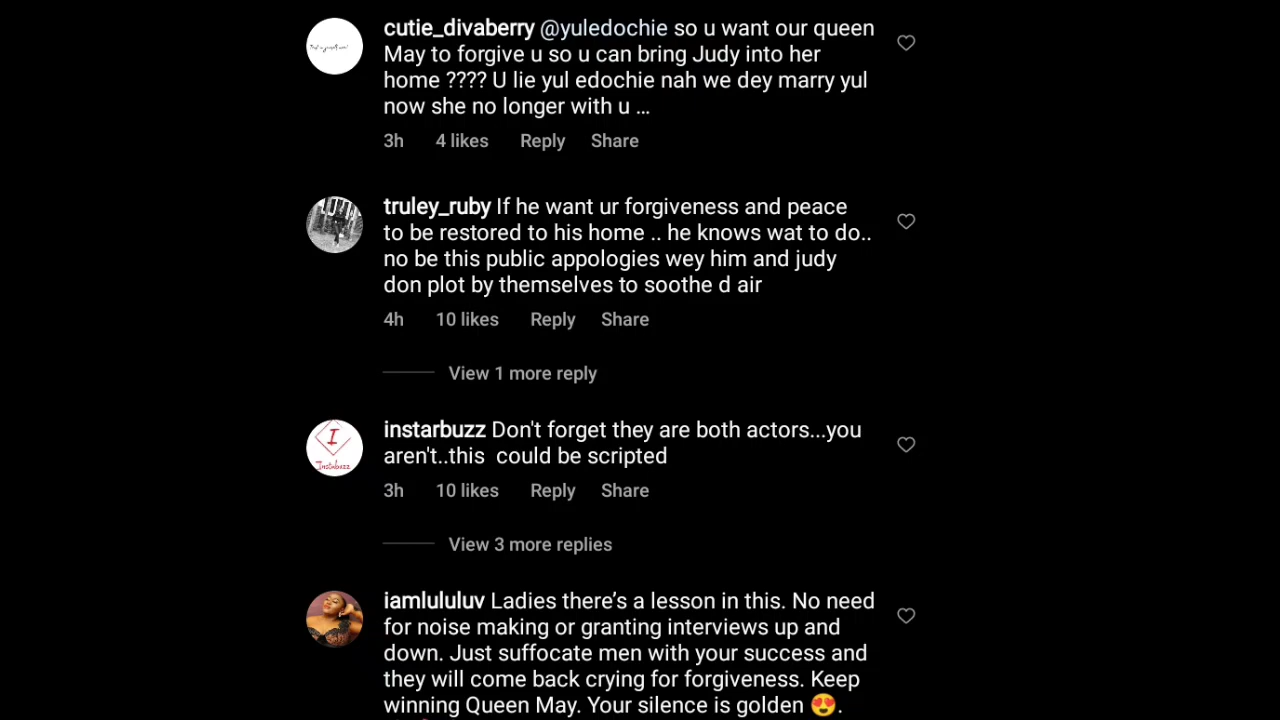 cutie_divaberry @yuledochie so u want our queen
May to forgive u so u can bring Judy into her
home ???? U lie yul edochie nah we dey marry yul
now she no longer with u ...
3h 4 likes Reply Share
truley_ruby If he want ur forgiveness and peace
to be restored to his home .. he knows wat to do..
no be this public appologies wey him and judy
don plot by themselves to soothe d air
4h 10 likes Reply Share
View 1 more reply
I
Instabuzz
instarbuzz Don't forget they are both actors...you
aren't..this could be scripted
3h 10 likes Reply Share
View 3 more replies
iamlululuv Ladies there’s a lesson in this. No need
for noise making or granting interviews up and
down. Just suffocate men with your success and
they will come back crying for forgiveness. Keep
winning Queen May. Your silence is golden 😍.